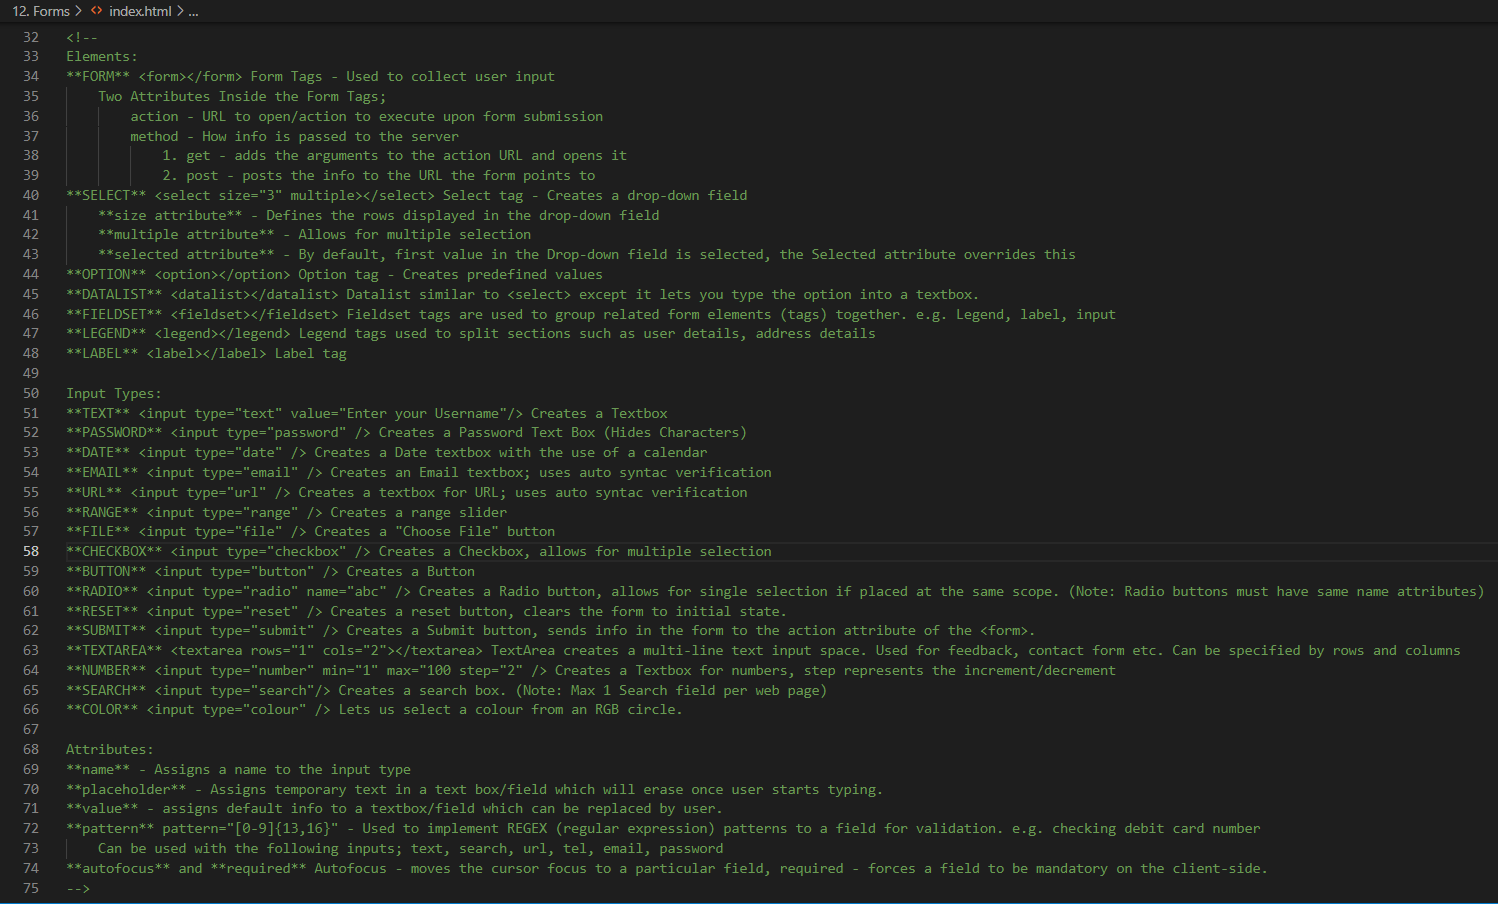 12. Forms > <> index.html > ...
32 <!--
33 Elements:
34 **FORM** <form></form> Form Tags - Used to collect user input
35 Two Attributes Inside the Form Tags;
36 action - URL to open/action to execute upon form submission
37 method - How info is passed to the server
38 1. get - adds the arguments to the action URL and opens it
39 2. post - posts the info to the URL the form points to
40 **SELECT** <select size="3" multiple></select> Select tag - Creates a drop-down field
41 **size attribute** - Defines the rows displayed in the drop-down field
42 **multiple attribute** - Allows for multiple selection
43 **selected attribute** - By default, first value in the Drop-down field is selected, the Selected attribute overrides this
44 **OPTION** <option></option> Option tag - Creates predefined values
45 **DATALIST** <datalist></datalist> Datalist similar to <select> except it lets you type the option into a textbox.
46 **FIELDSET** <fieldset></fieldset> Fieldset tags are used to group related form elements (tags) together. e.g. Legend, label, input
47 **LEGEND** <legend></legend> Legend tags used to split sections such as user details, address details
48 **LABEL** <label></label> Label tag
49
50 Input Types:
51 **TEXT** <input type="text" value="Enter your Username"/> Creates a Textbox
52 **PASSWORD** <input type="password" /> Creates a Password Text Box (Hides Characters)
53 **DATE** <input type="date" /> Creates a Date textbox with the use of a calendar
54 **EMAIL** <input type="email" /> Creates an Email textbox; uses auto syntac verification
55 **URL** <input type="url" /> Creates a textbox for URL; uses auto syntac verification
56 **RANGE** <input type="range" /> Creates a range slider
57 **FILE** <input type="file" /> Creates a "Choose File" button
58 **CHECKBOX** <input type="checkbox" /> Creates a Checkbox, allows for multiple selection
59 **BUTTON** <input type="button" /> Creates a Button
60 **RADIO** <input type="radio" name="abc" /> Creates a Radio button, allows for single selection if placed at the same scope. (Note: Radio buttons must have same name attributes)
61 **RESET** <input type="reset" /> Creates a reset button, clears the form to initial state.
62 **SUBMIT** <input type="submit" /> Creates a Submit button, sends info in the form to the action attribute of the <form>.
63 **TEXTAREA** <textarea rows="1" cols="2"></textarea> TextArea creates a multi-line text input space. Used for feedback, contact form etc. Can be specified by rows and columns
64 **NUMBER** <input type="number" min="1" max="100 step="2" /> Creates a Textbox for numbers, step represents the increment/decrement
65 **SEARCH** <input type="search"/> Creates a search box. (Note: Max 1 Search field per web page)
66 **COLOR** <input type="colour" /> Lets us select a colour from an RGB circle.
67
68 Attributes:
69 **name** - Assigns a name to the input type
70 **placeholder** - Assigns temporary text in a text box/field which will erase once user starts typing.
71 **value** - assigns default info to a textbox/field which can be replaced by user.
72 **pattern** pattern="[0-9]{13,16}" - Used to implement REGEX (regular expression) patterns to a field for validation. e.g. checking debit card number
73 Can be used with the following inputs; text, search, url, tel, email, password
74 **autofocus** and **required** Autofocus - moves the cursor focus to a particular field, required - forces a field to be mandatory on the client-side.
75 -->